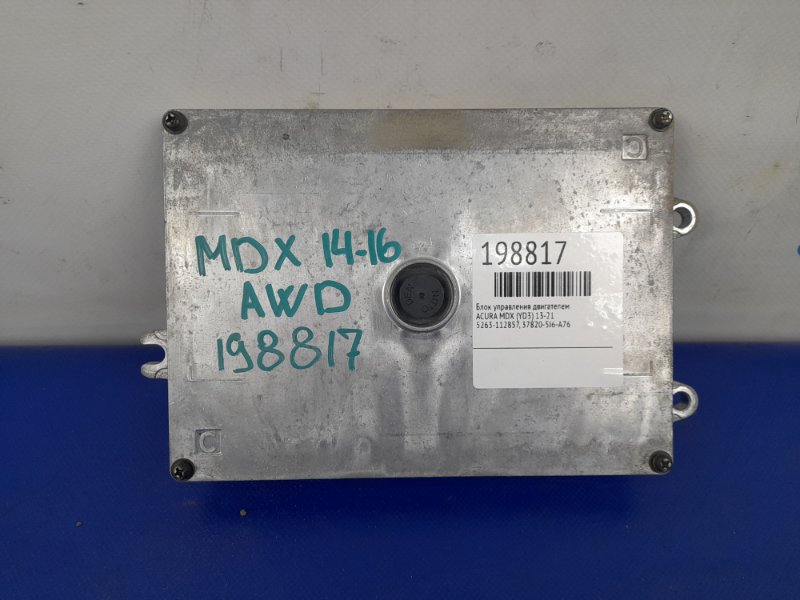 MDX 14-16
AWD
198817
198817
Блок управления двигателем
ACURA MDX (YD3) 13-21
5263-112857, 37820-5J6-A76
C
C